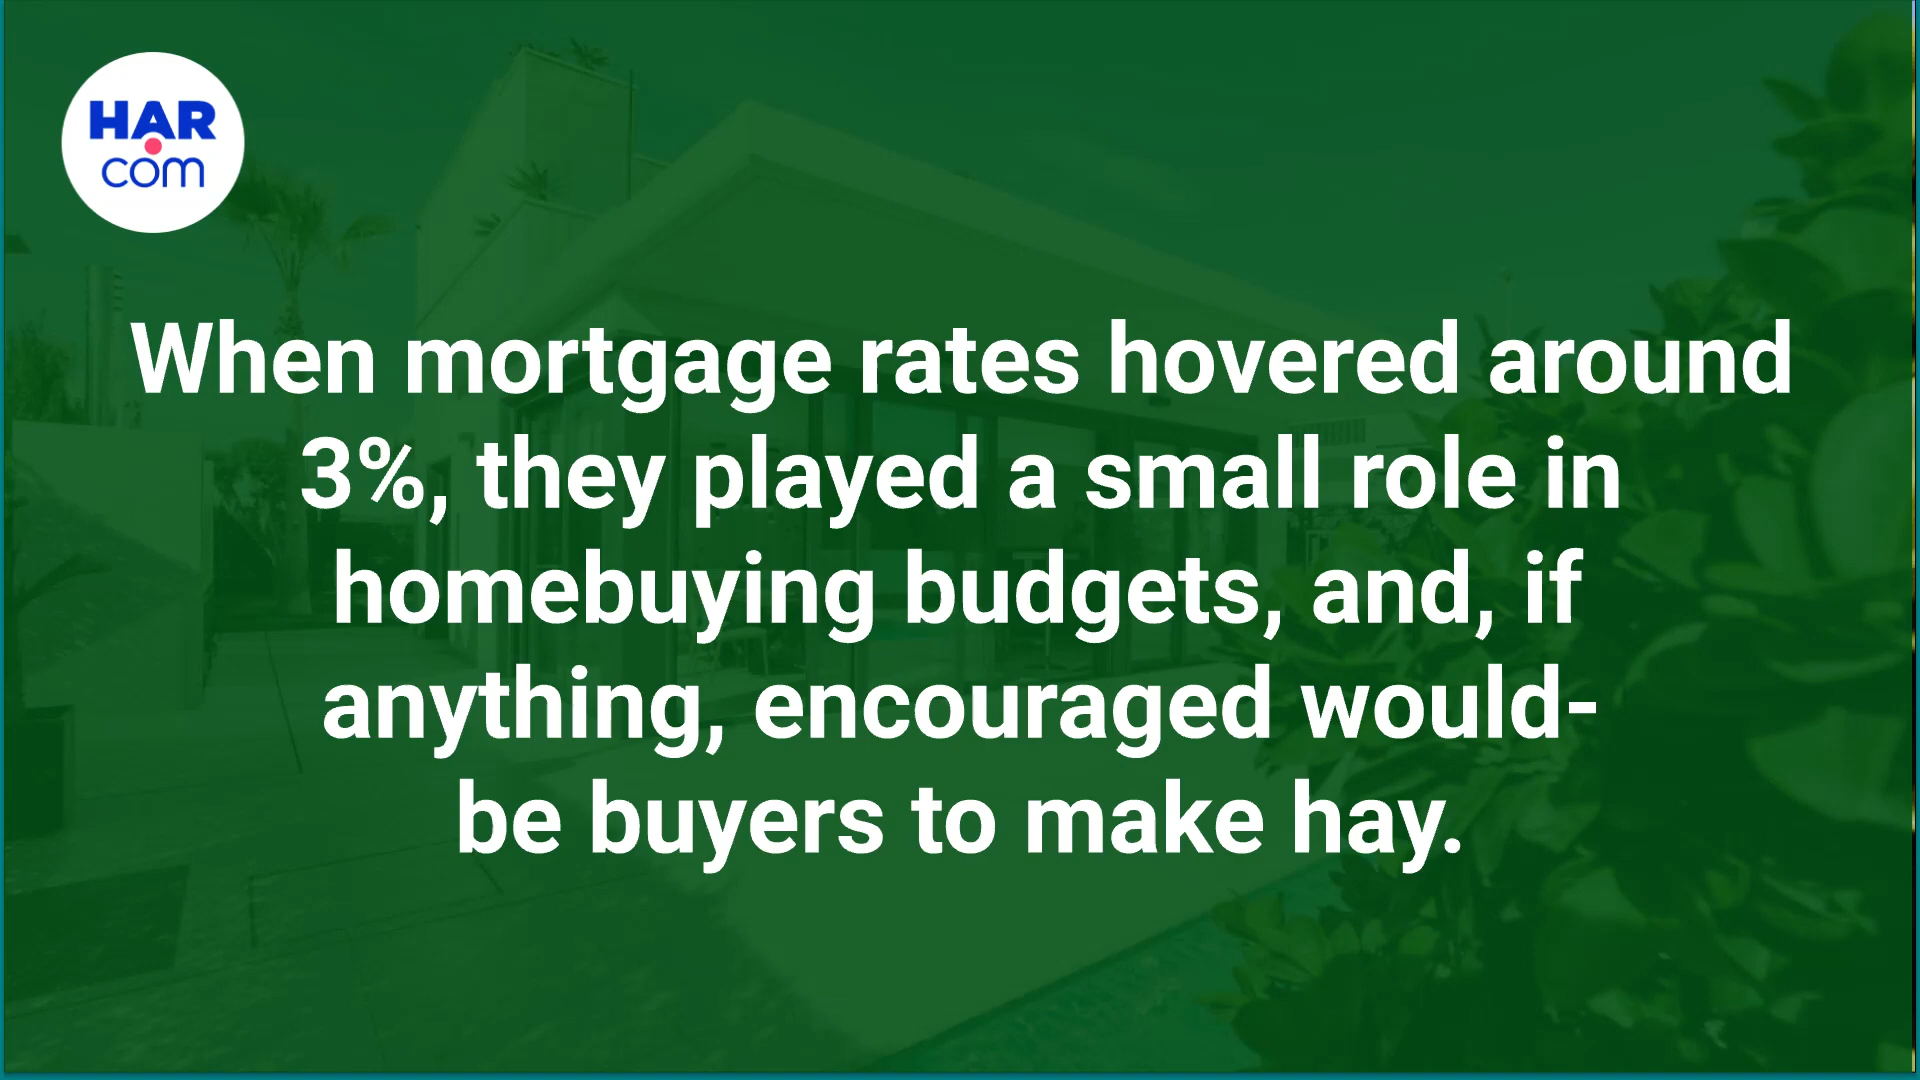 HAR
com
When mortgage rates hovered around
3%, they played a small role in
homebuying budgets, and, if
anything, encouraged would-
be buyers to make hay.